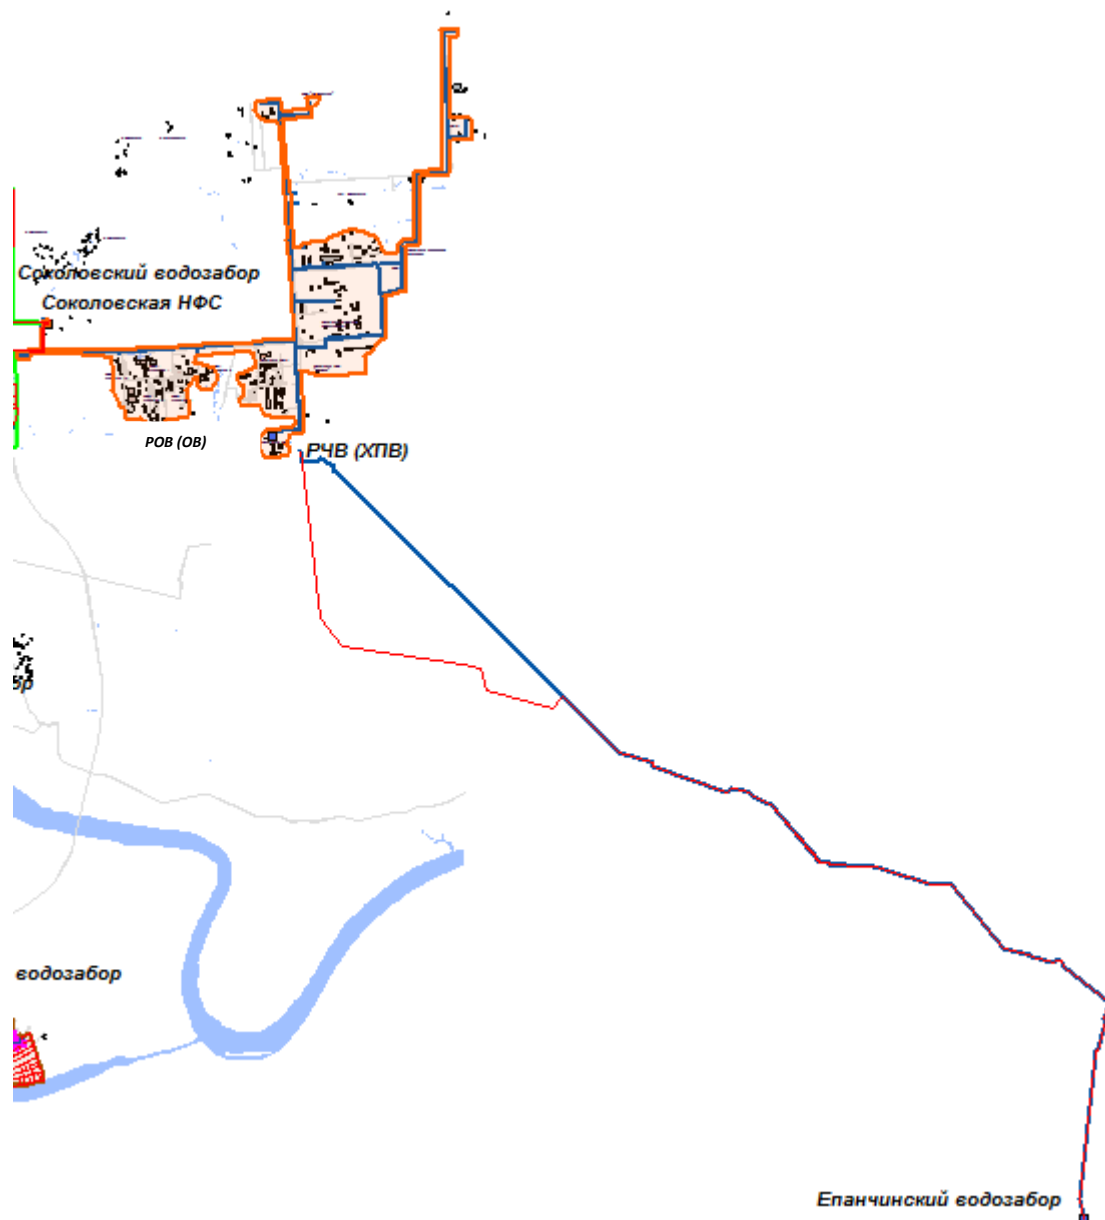 Соколовский водозабор
Соколовская НФС
РОВ (ОВ)
РЧВ (ХПВ)
водозабор
Епанчинский водозабор